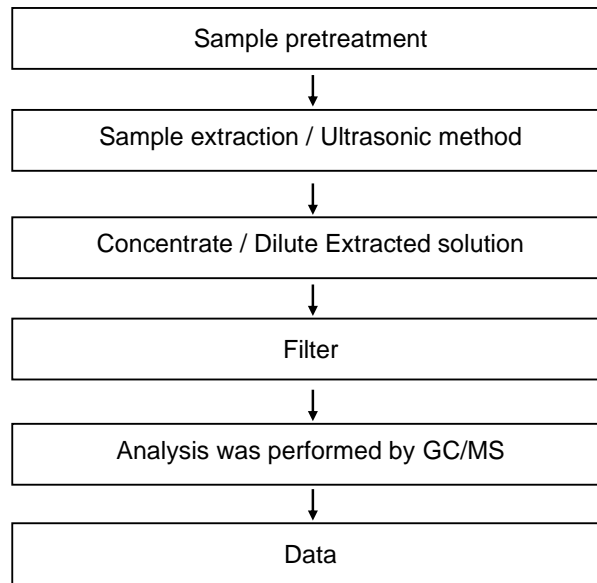 Sample pretreatment
Sample extraction / Ultrasonic method
Concentrate / Dilute Extracted solution
Filter
Analysis was performed by GC/MS
Data